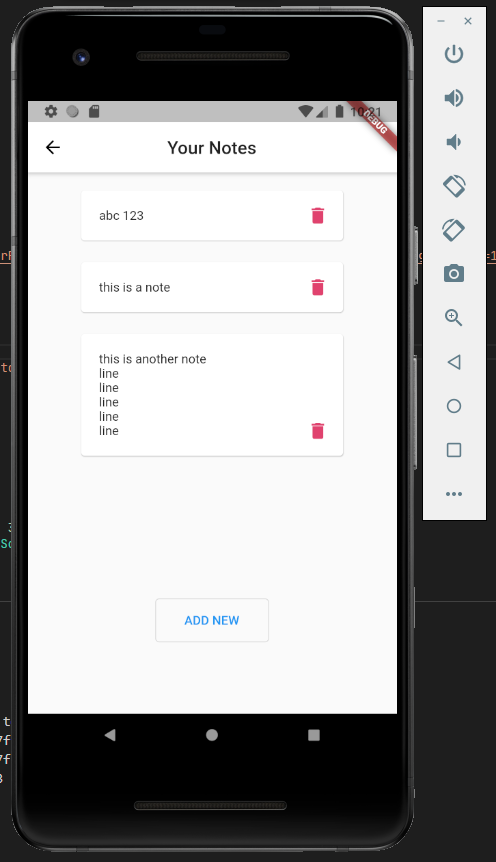 10:21
DEBUG
Your Notes
abc 123
this is a note
this is another note
line
line
line
line
line
ADD NEW